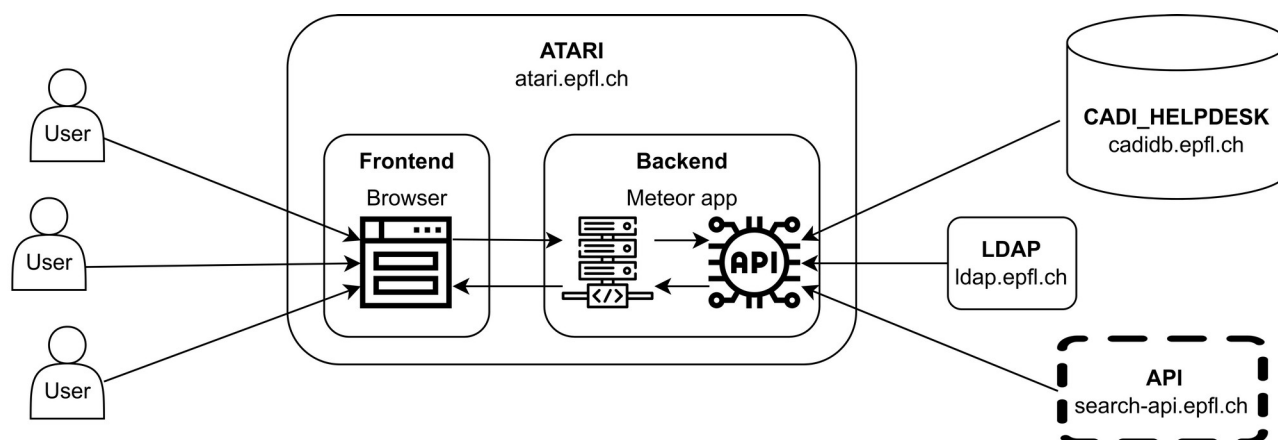 ATARI
atari.epfl.ch
User
User
User
Frontend
Browser
Backend
Meteor app
</>
API
CADI_HELPDESK
cadidb.epfl.ch
LDAP
ldap.epfl.ch
API
search-api.epfl.ch